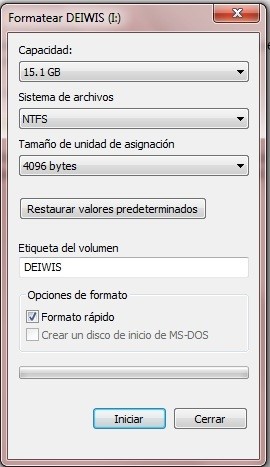 Formatear DEIWIS (I:)
Capacidad:
15.1 GB
Sistema de archivos
NTFS
Tamaño de unidad de asignación
4096 bytes
Restaurar valores predeterminados
Etiqueta del volumen
DEIWIS
Opciones de formato
Formato rápido
Crear un disco de inicio de MS-DOS
Iniciar
Cerrar